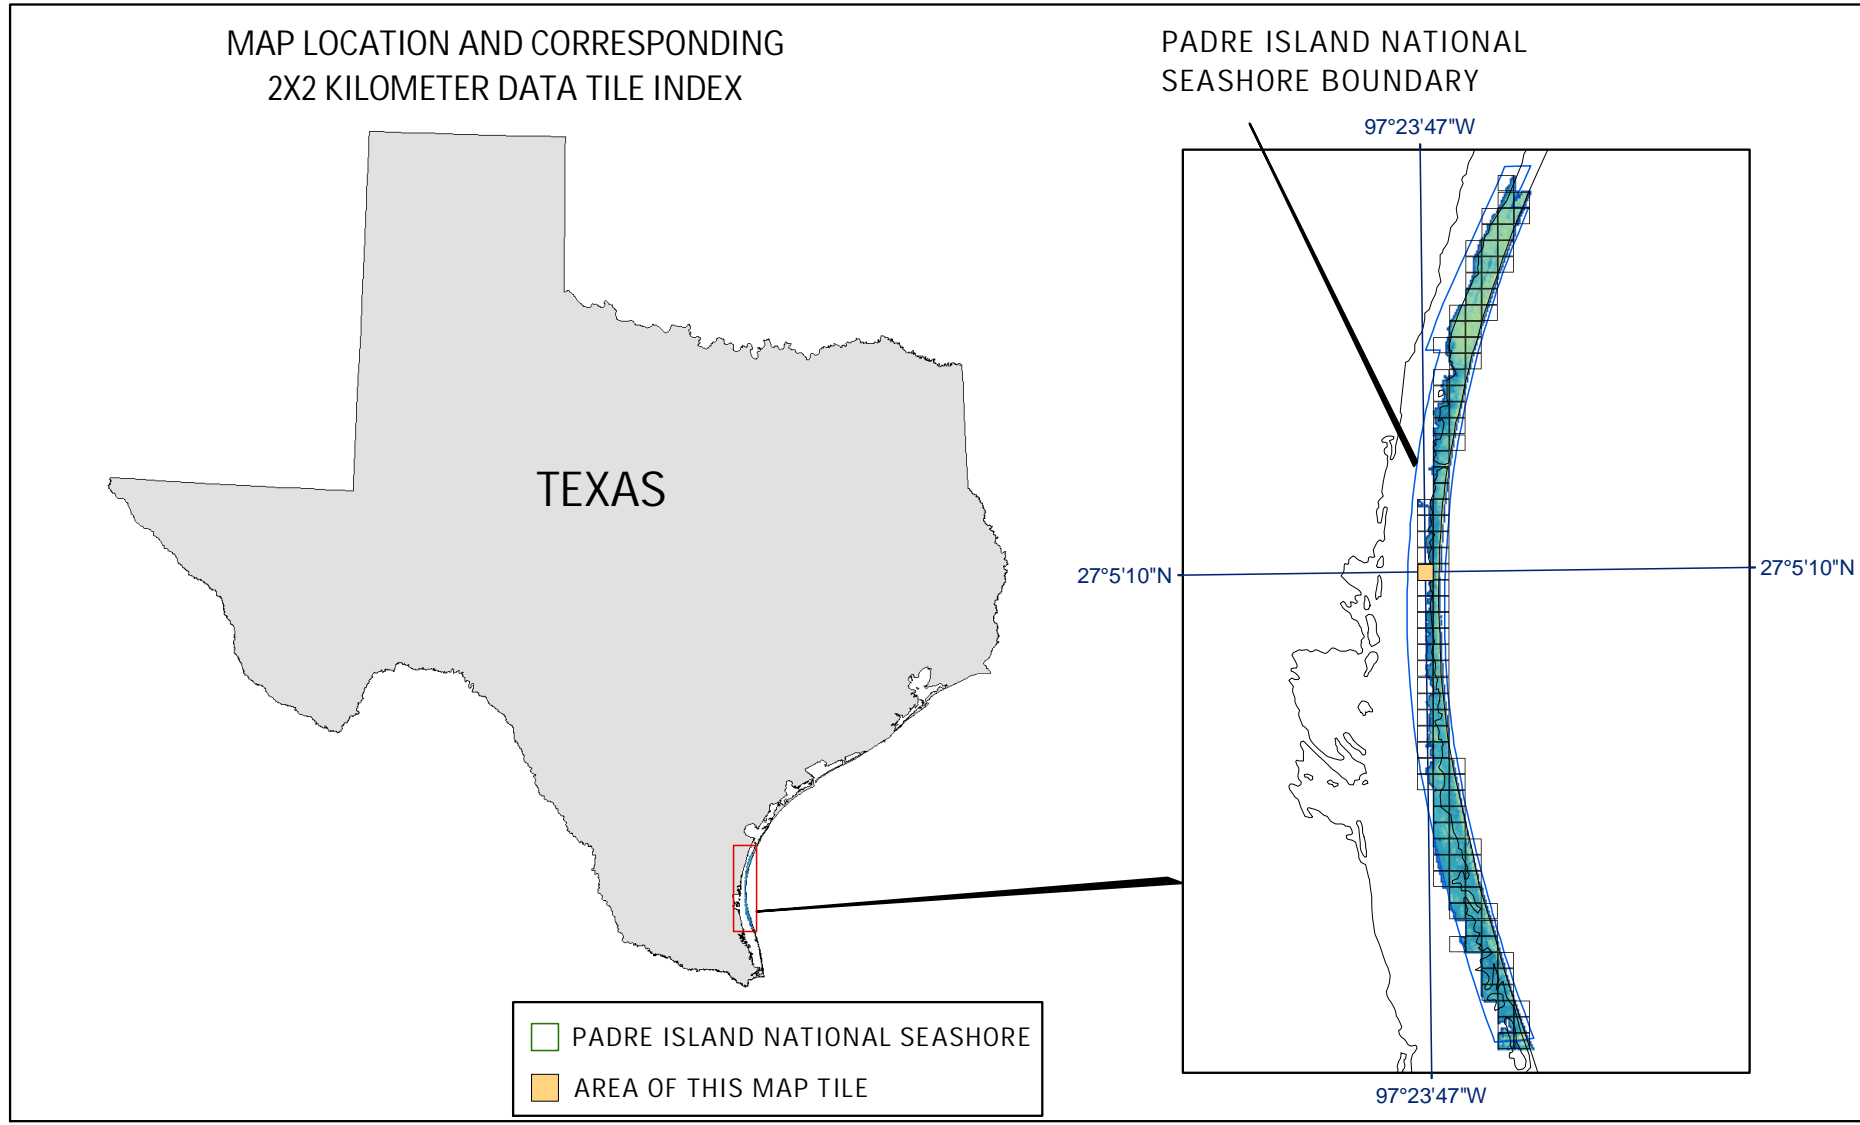 MAP LOCATION AND CORRESPONDING
2X2 KILOMETER DATA TILE INDEX
PADRE ISLAND NATIONAL
SEASHORE BOUNDARY
97°23'47"W
TEXAS
27°5'10"N
27°5'10"N
PADRE ISLAND NATIONAL SEASHORE
AREA OF THIS MAP TILE
97°23'47"W